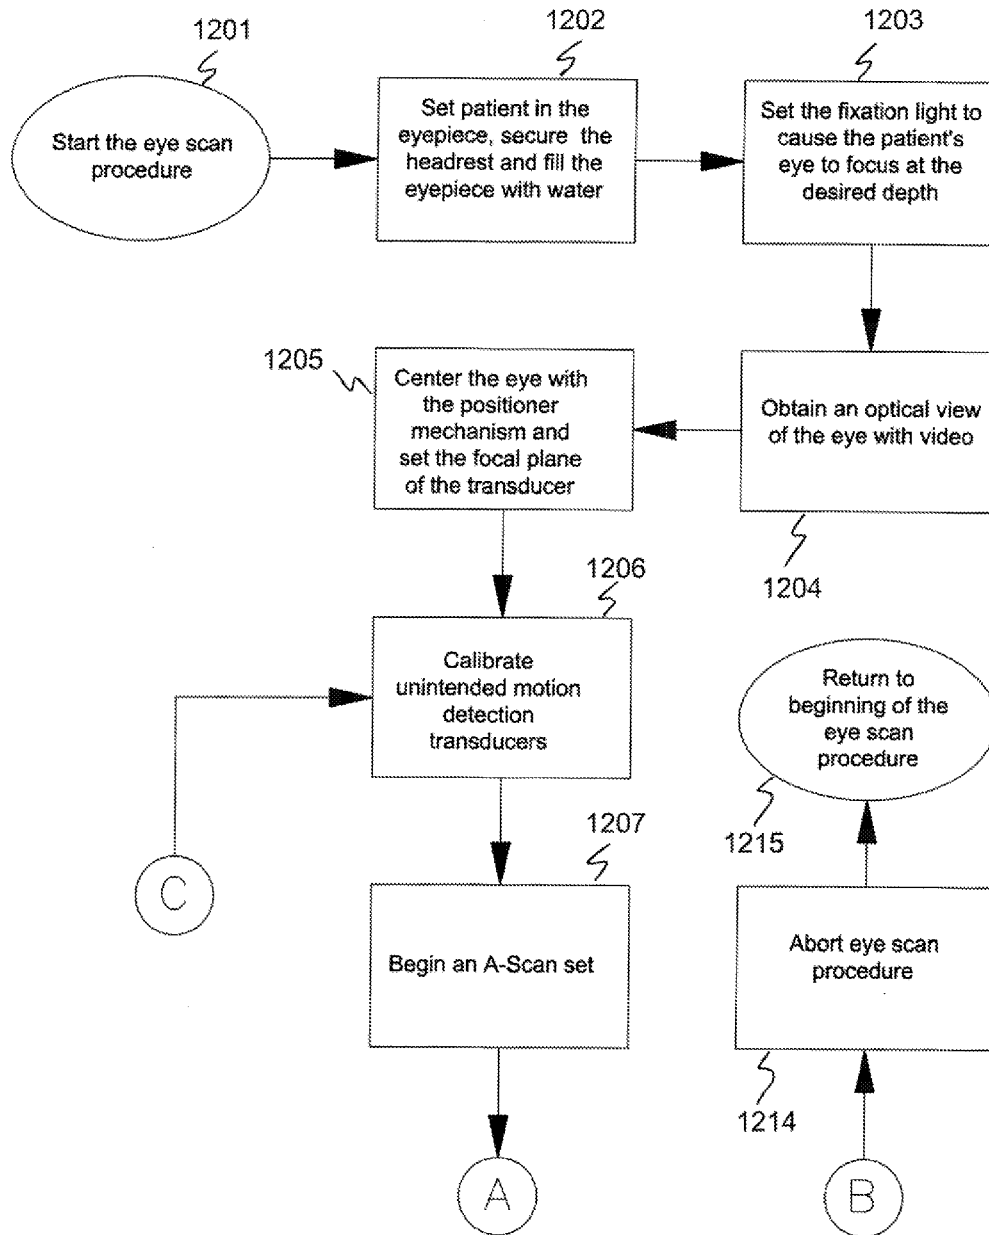 1201
1202
1203
Start the eye scan
procedure
Set patient in the
eyepiece, secure the
headrest and fill the
eyepiece with water
Set the fixation light to
cause the patient's
eye to focus at the
desired depth
1205
Center the eye with
the positioner
mechanism and
set the focal plane
of the transducer
Obtain an optical view
of the eye with video
1204
1206
Calibrate
unintended motion
detection
transducers
Return to
beginning of the
eye scan
procedure
1215
1207
C
Begin an A-Scan set
Abort eye scan
procedure
1214
A
B